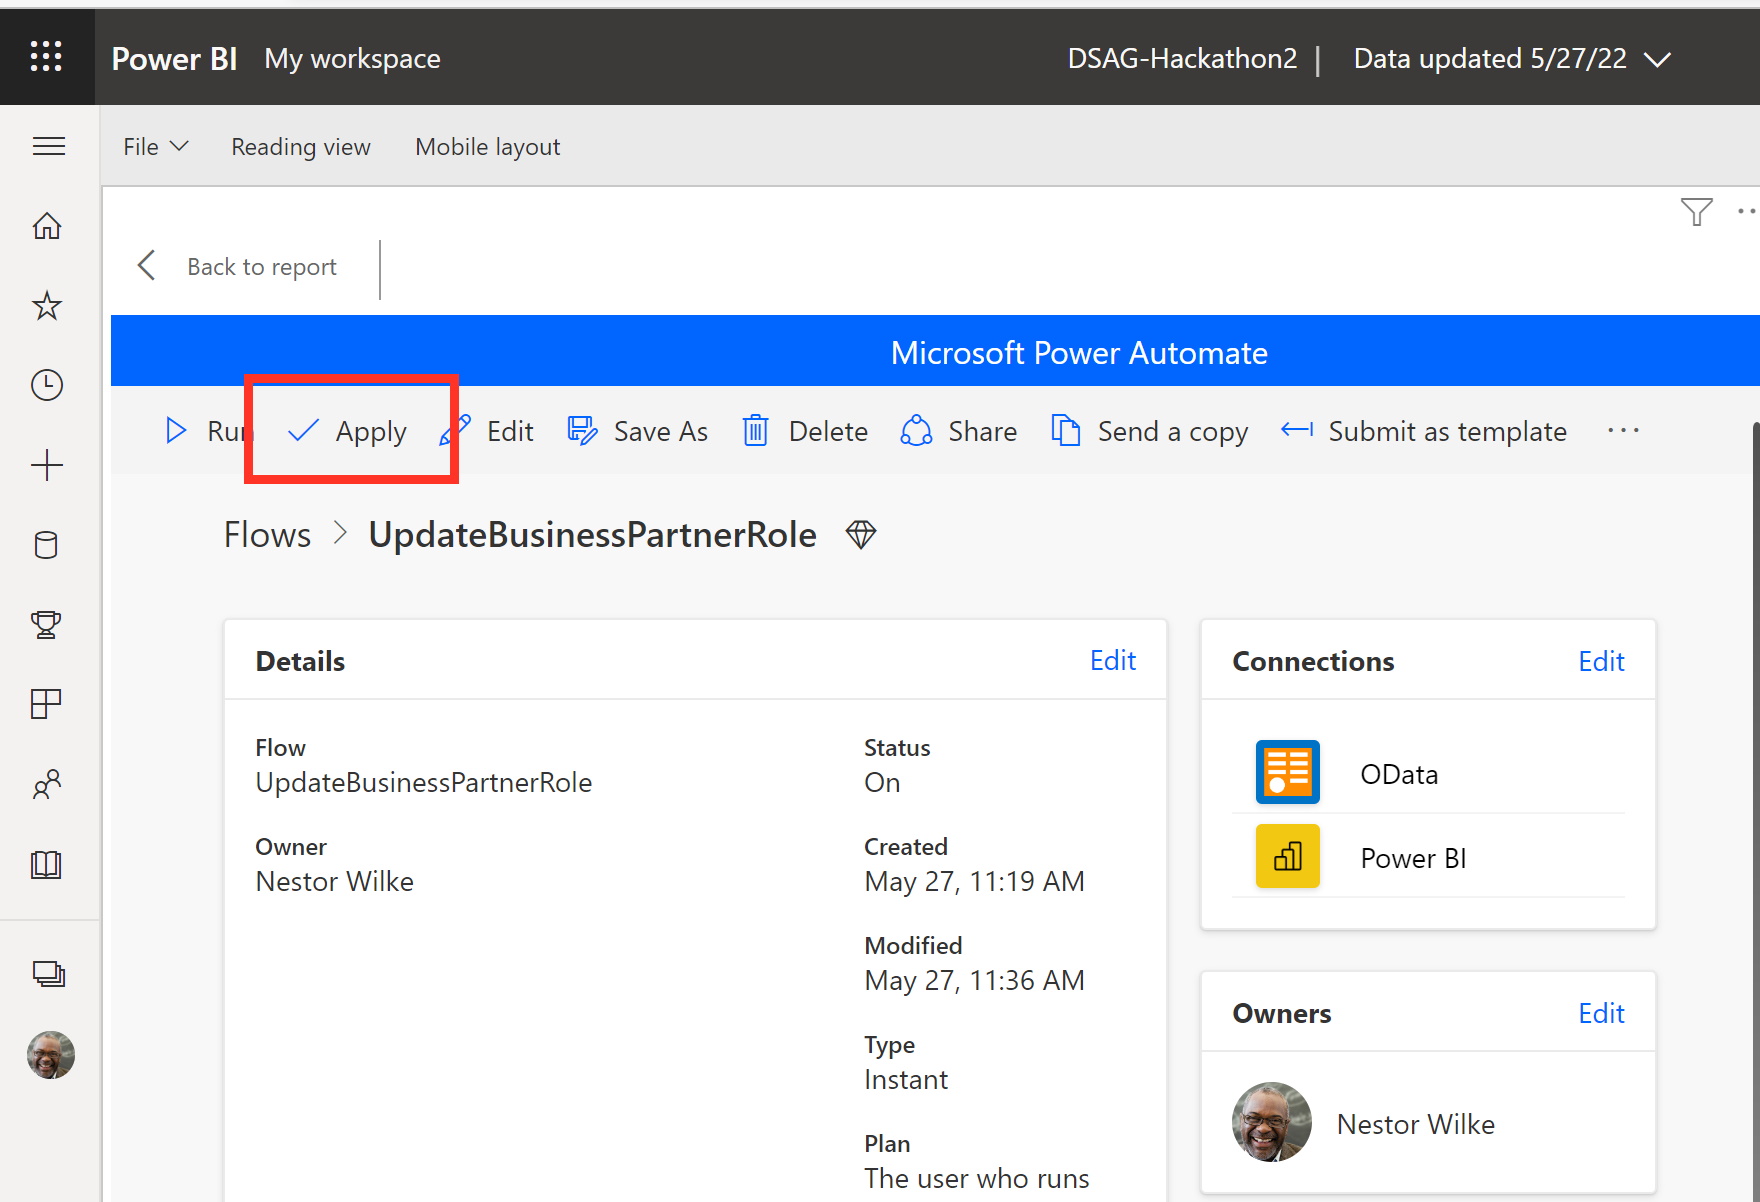 Power BI My workspace DSAG-Hackathon2 | Data updated 5/27/22
File Reading view Mobile layout
Back to report
Microsoft Power Automate
Run Apply Edit Save As Delete Share Send a copy Submit as template ...
Flows > UpdateBusinessPartnerRole
Details Edit
Flow
UpdateBusinessPartnerRole
Owner
Nestor Wilke
Status
On
Created
May 27, 11:19 AM
Modified
May 27, 11:36 AM
Type
Instant
Plan
The user who runs
Connections Edit
OData
Power BI
Owners Edit
Nestor Wilke